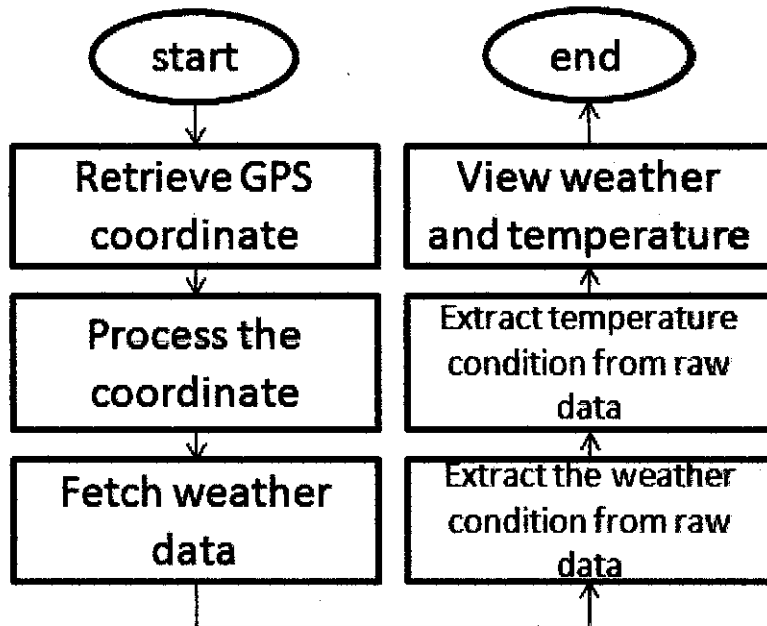 start
Retrieve GPS
coordinate
Process the
coordinate
Fetch weather
data
end
View weather
and temperature
Extract temperature
condition from raw
data
Extract the weather
condition from raw
data